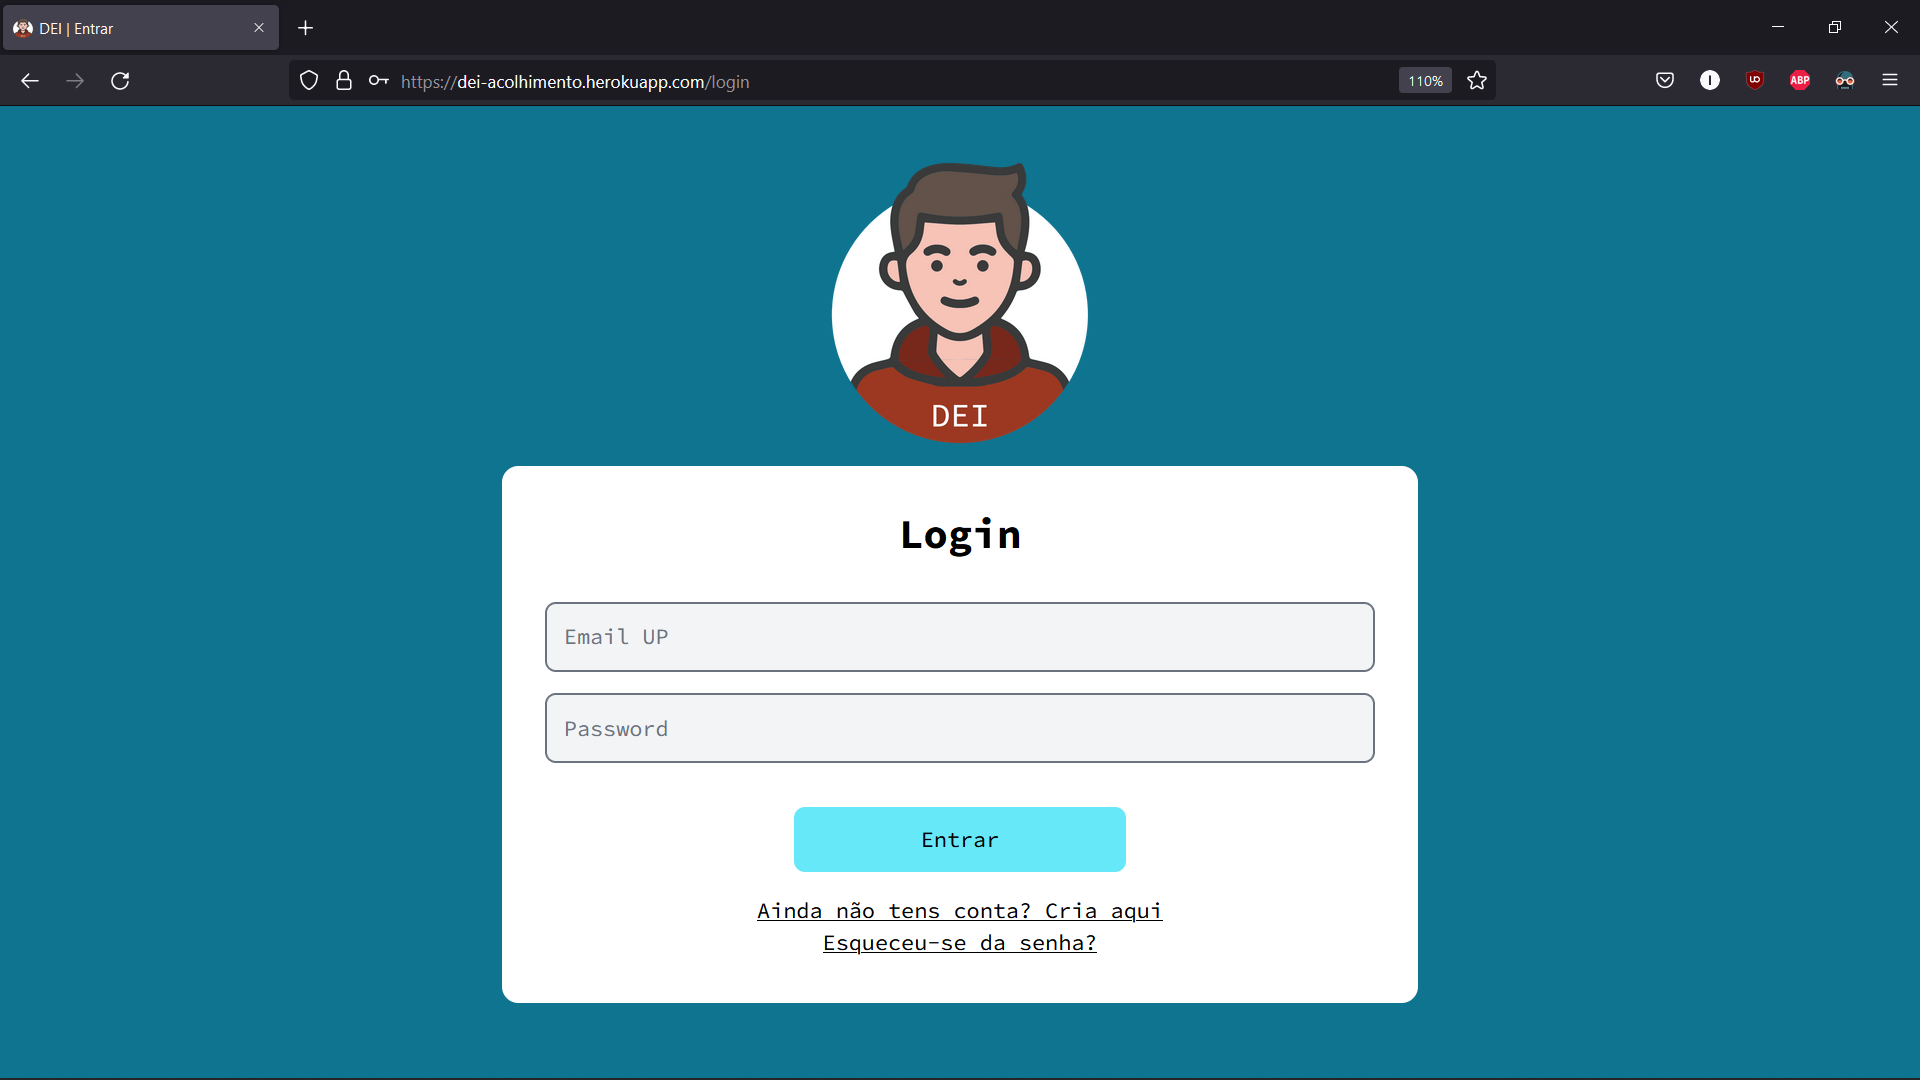 DEI | Entrar
https://dei-acolhimento.herokuapp.com/login
110%
ABP
DEI
Login
Email UP
Password
Entrar
Ainda não tens conta? Cria aqui
Esqueceu-se da senha?